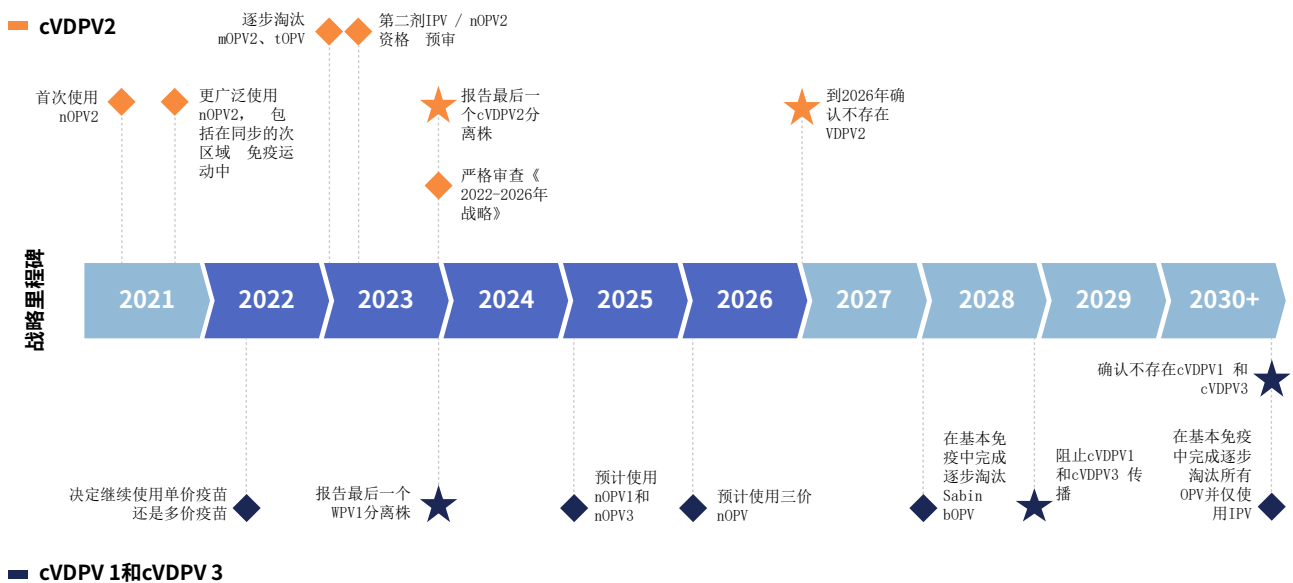 cVDPV2
逐步淘汰
mOPV2、tOPV
第二剂IPV / nOPV2
资格 预审
首次使用
nOPV2
更广泛使用
nOPV2, 包
括在同步的次
区域 免疫运
动中
报告最后一
个cVDPV2分
离株
严格审查《
2022-2026年
战略》
到2026年确
认不存在
VDPV2
战略里程碑
2021
2022
2023
2024
2025
2026
2027
2028
2029
2030+
决定继续使用单价疫苗
还是多价疫苗
报告最后一个
WPV1分离株
预计使用
nOPV1和
nOPV3
预计使用三价
nOPV
在基本免
疫中完成
逐步淘汰
Sabin
bOPV
阻止cVDPV1
和cVDPV3 传
播
确认不存在cVDPV1 和
cVDPV3
在基本免疫
中完成逐步
淘汰所有
OPV并仅使
用IPV
cVDPV 1和cVDPV 3